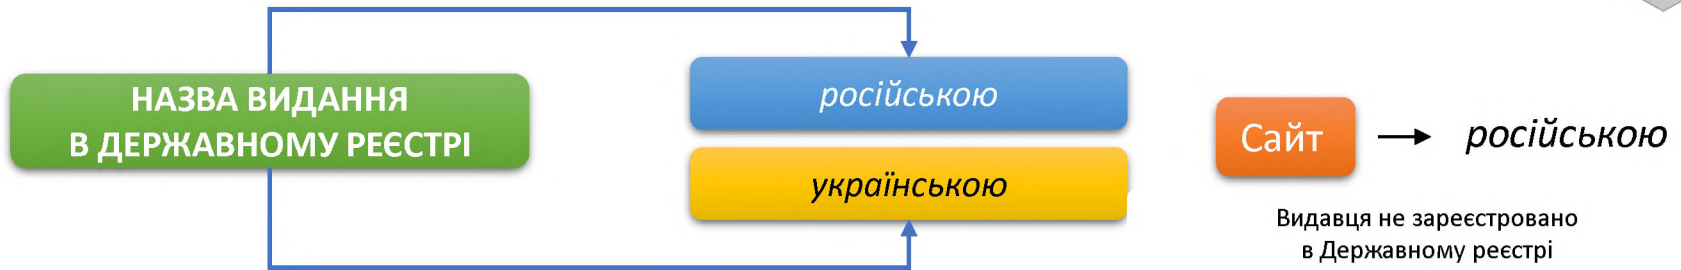 НАЗВА ВИДАННЯ
В ДЕРЖАВНОМУ РЕЄСТРІ
російською
українською
Сайт
російською
Видавця не зареєстровано
в Державному реєстрі